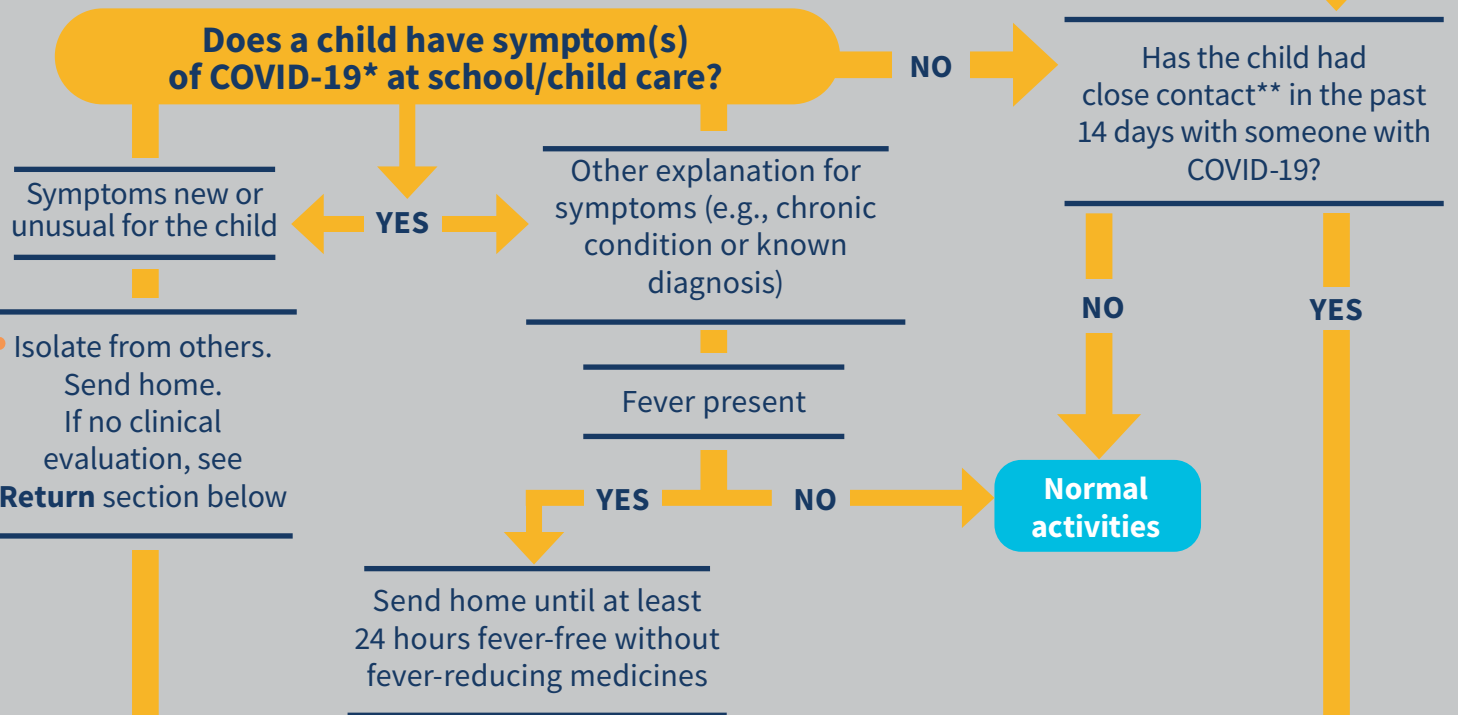 Does a child have symptom(s)
of COVID-19* at school/child care?
NO
Has the child had
close contact** in the past
14 days with someone with
COVID-19?
Symptoms new or
unusual for the child
YES
Other explanation for
symptoms (e.g., chronic
condition or known
diagnosis)
NO
YES
• Isolate from others.
Send home.
If no clinical
evaluation, see
Return section below
Fever present
YES
NO
Normal
activities
Send home until at least
24 hours fever-free without
fever-reducing medicines